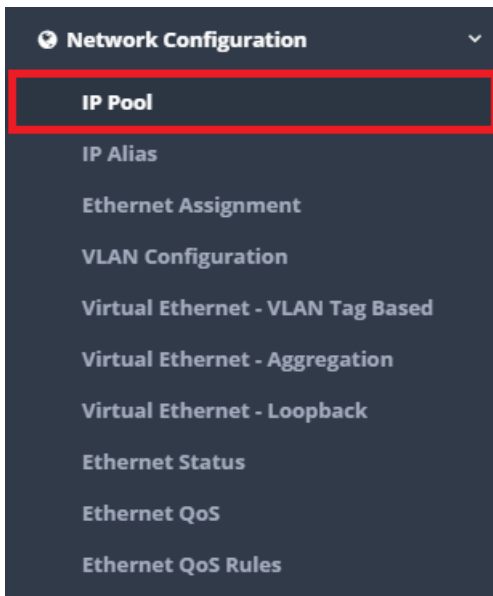 Network Configuration
IP Pool
IP Alias
Ethernet Assignment
VLAN Configuration
Virtual Ethernet - VLAN Tag Based
Virtual Ethernet - Aggregation
Virtual Ethernet - Loopback
Ethernet Status
Ethernet QoS
Ethernet QoS Rules